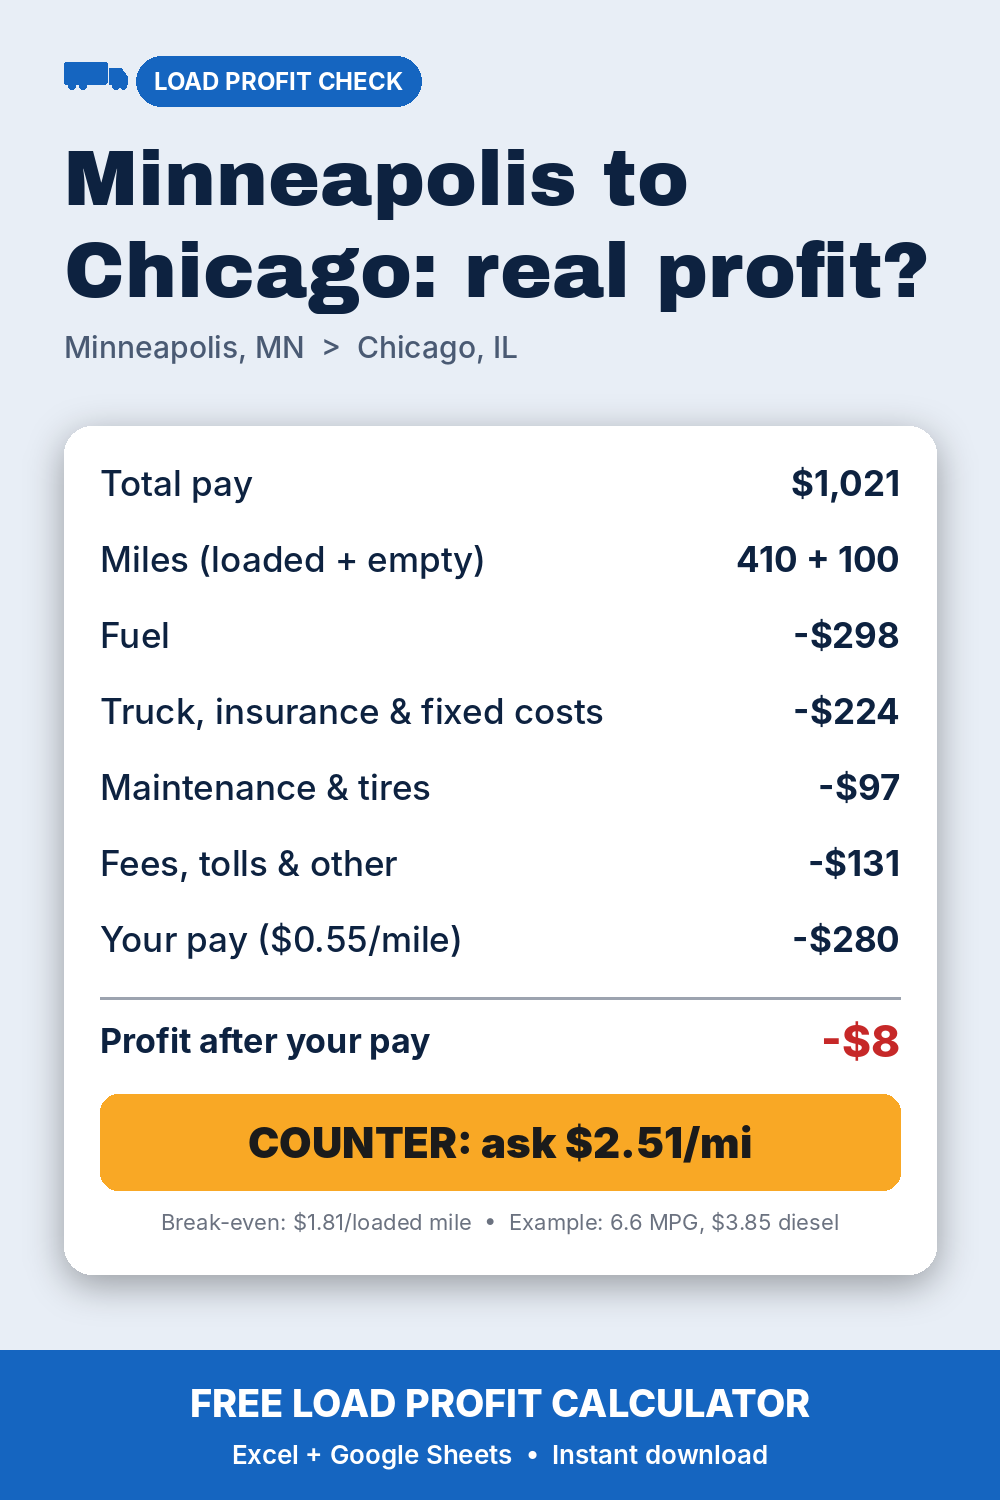 LOAD PROFIT CHECK
Minneapolis to
Chicago: real profit?
Minneapolis, MN > Chicago, IL
Total pay $1,021
Miles (loaded + empty) 410 + 100
Fuel -$298
Truck, insurance & fixed costs -$224
Maintenance & tires -$97
Fees, tolls & other -$131
Your pay ($0.55/mile) -$280
Profit after your pay -$8
COUNTER: ask $2.51/mi
Break-even: $1.81/loaded mile • Example: 6.6 MPG, $3.85 diesel
FREE LOAD PROFIT CALCULATOR
Excel + Google Sheets • Instant download